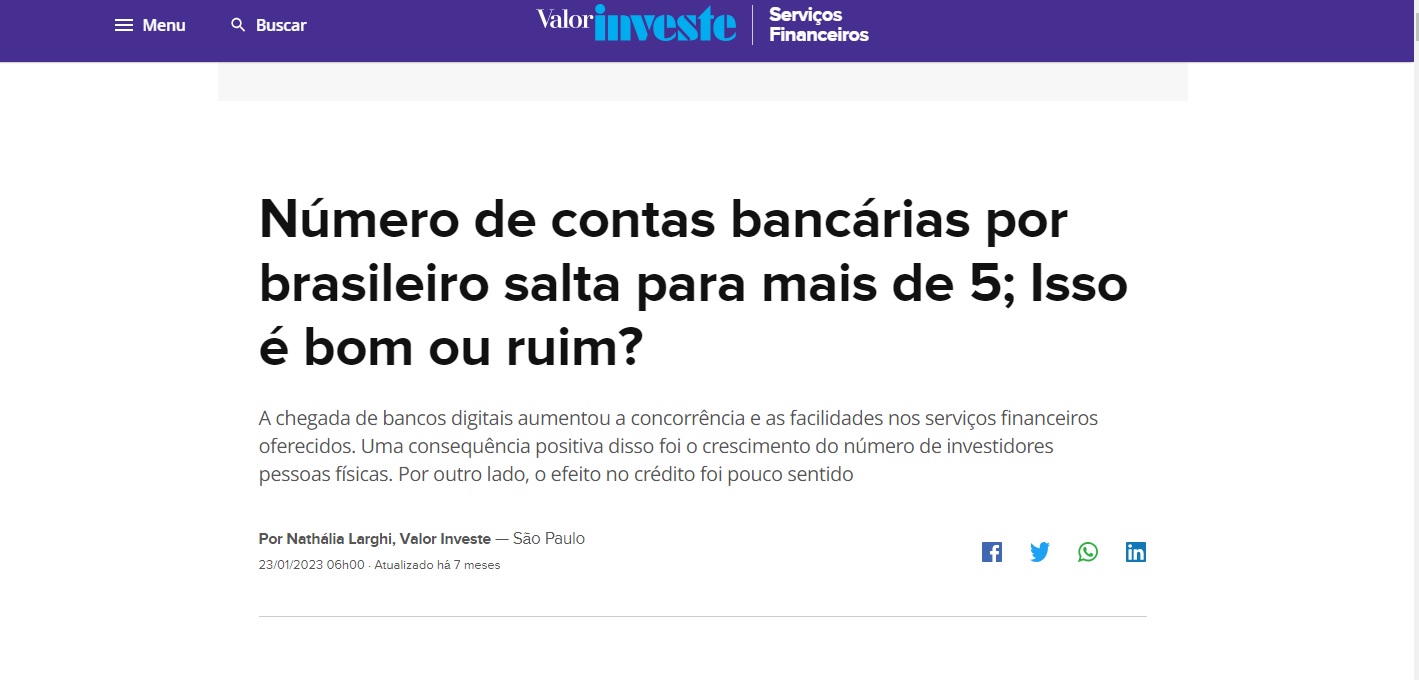 Menu
Buscar
Valor investe
Serviços
Financeiros
Número de contas bancárias por
brasileiro salta para mais de 5; Isso
é bom ou ruim?
A chegada de bancos digitais aumentou a concorrência e as facilidades nos serviços financeiros
oferecidos. Uma consequência positiva disso foi o crescimento do número de investidores
pessoas físicas. Por outro lado, o efeito no crédito foi pouco sentido
Por Nathália Larghi, Valor Investe — São Paulo
23/01/2023 06h00 · Atualizado há 7 meses